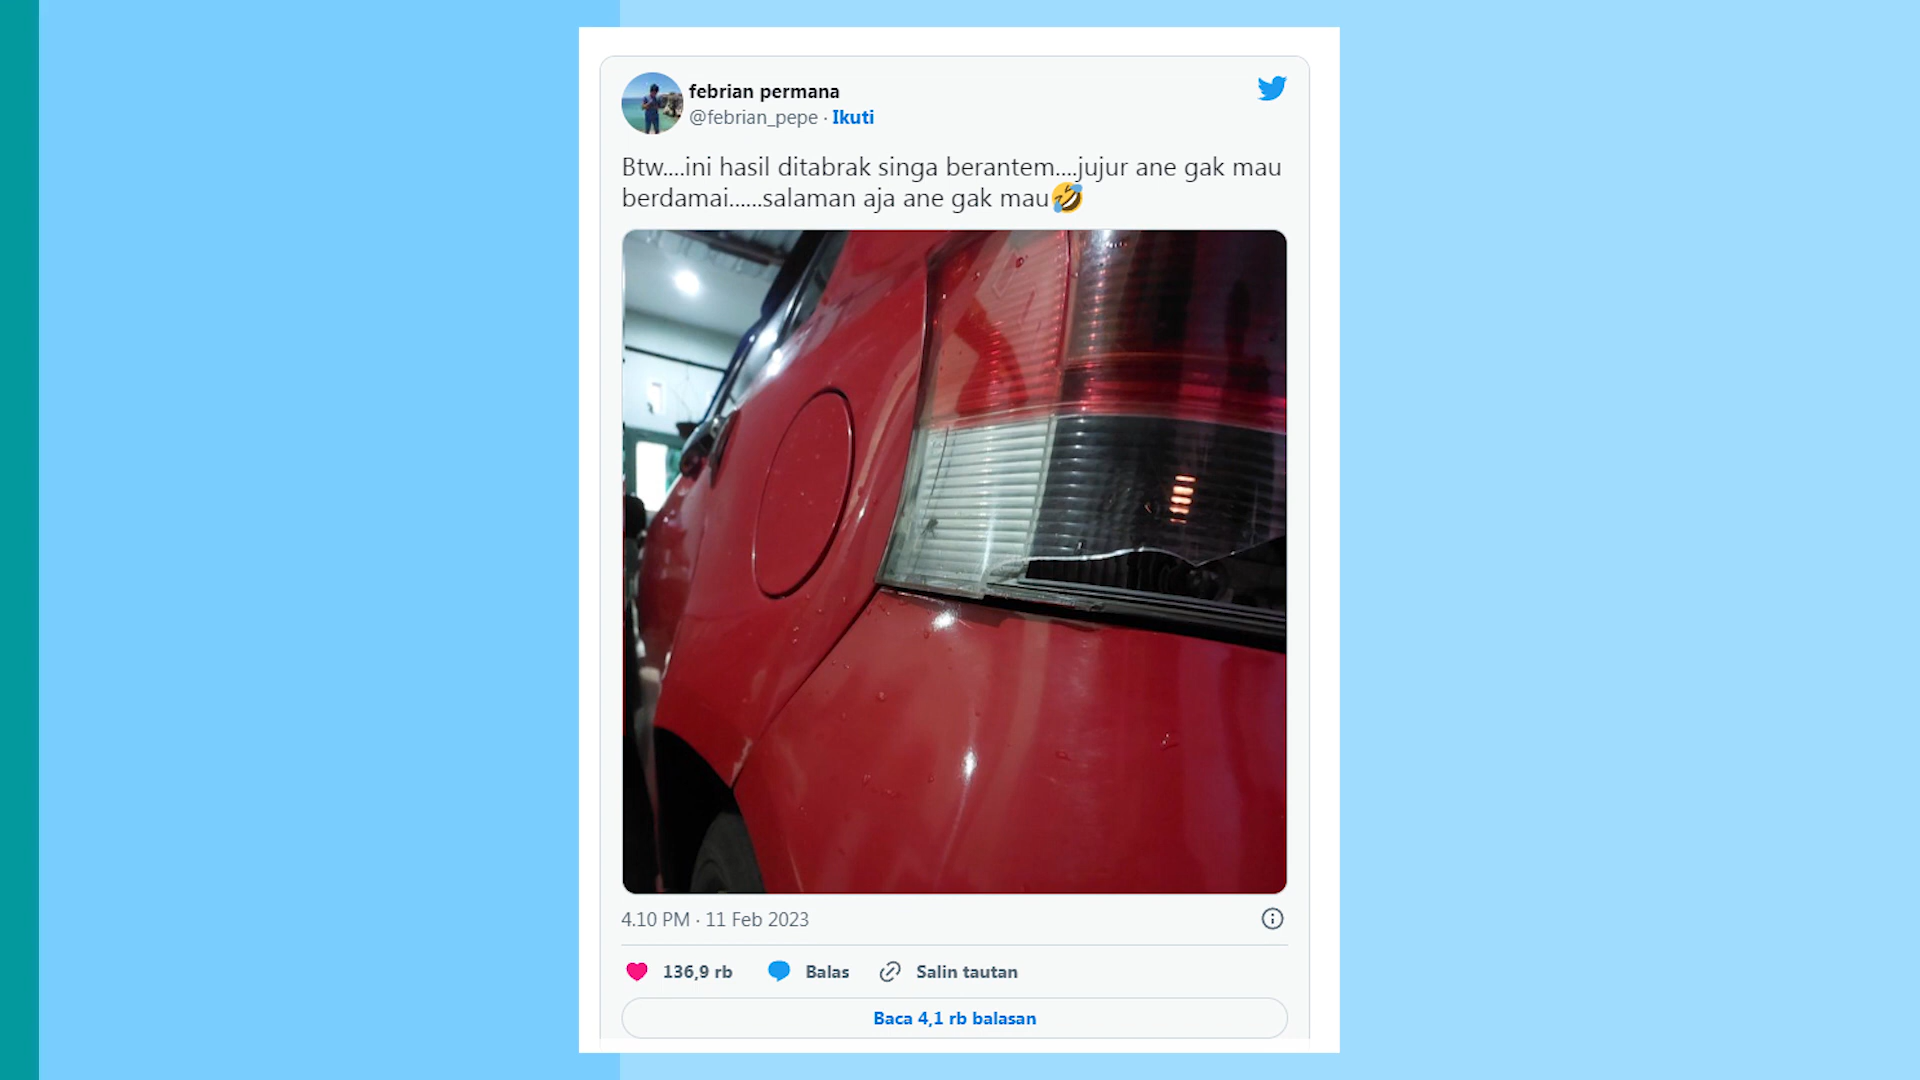 febrian permana
@febrian_pepe · Ikuti
Btw....ini hasil ditabrak singa berantem....jujur ane gak mau
berdamai......salaman aja ane gak mau🤣
4.10 PM · 11 Feb 2023
136,9 rb Balas Salin tautan
Baca 4,1 rb balasan